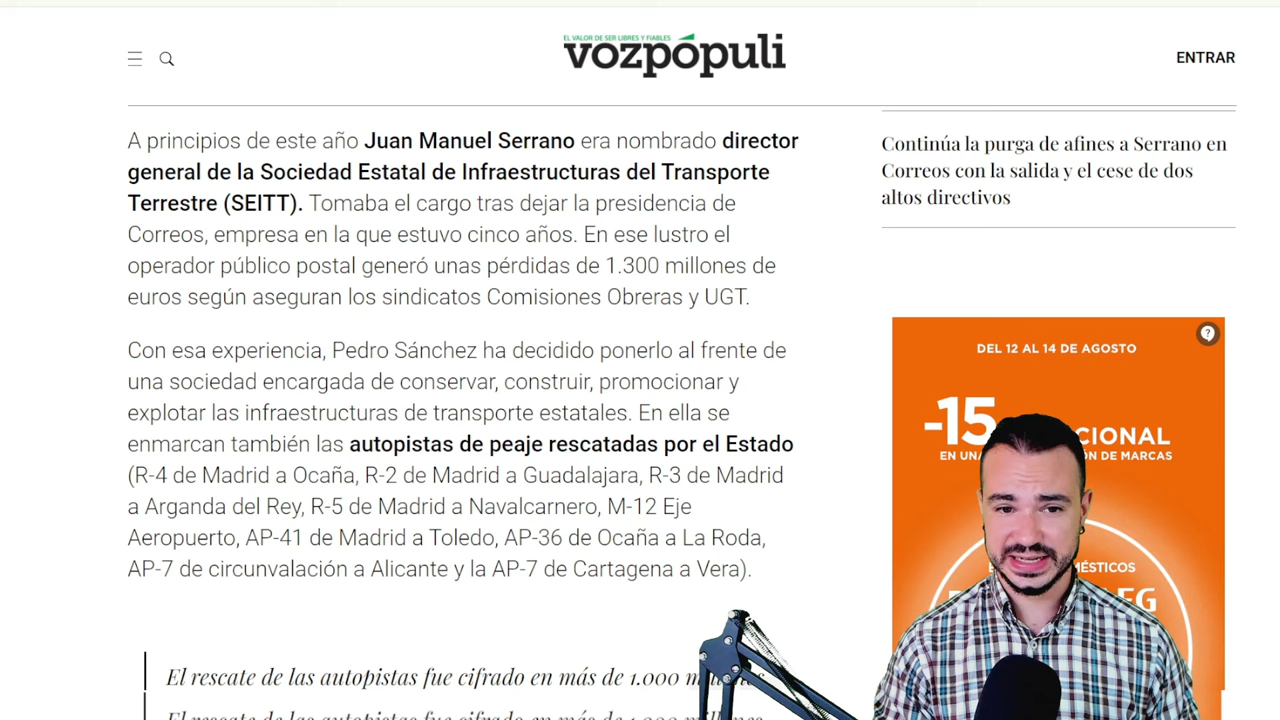 EL VALOR DE SER LIBRES Y FIABLES
vozpópuli
ENTRAR
A principios de este año Juan Manuel Serrano era nombrado director
general de la Sociedad Estatal de Infraestructuras del Transporte
Terrestre (SEITT). Tomaba el cargo tras dejar la presidencia de
Correos, empresa en la que estuvo cinco años. En ese lustro el
operador público postal generó unas pérdidas de 1.300 millones de
euros según aseguran los sindicatos Comisiones Obreras y UGT.
Con esa experiencia, Pedro Sánchez ha decidido ponerlo al frente de
una sociedad encargada de conservar, construir, promocionar y
explotar las infraestructuras de transporte estatales. En ella se
enmarcan también las autopistas de peaje rescatadas por el Estado
(R-4 de Madrid a Ocaña, R-2 de Madrid a Guadalajara, R-3 de Madrid
a Arganda del Rey, R-5 de Madrid a Navalcarnero, M-12 Eje
Aeropuerto, AP-41 de Madrid a Toledo, AP-36 de Ocaña a La Roda,
AP-7 de circunvalación a Alicante y la AP-7 de Cartagena a Vera).
El rescate de las autopistas fue cifrado en más de 1.000
El rescate de las autopistas fue cifrado en más de 1.000 millones
Continúa la purga de afines a Serrano en
Correos con la salida y el cese de dos
altos directivos
?
DEL 12 AL 14 DE AGOSTO
-15
CIONAL
EN UNA
ÓN DE MARCAS
MÉSTICOS